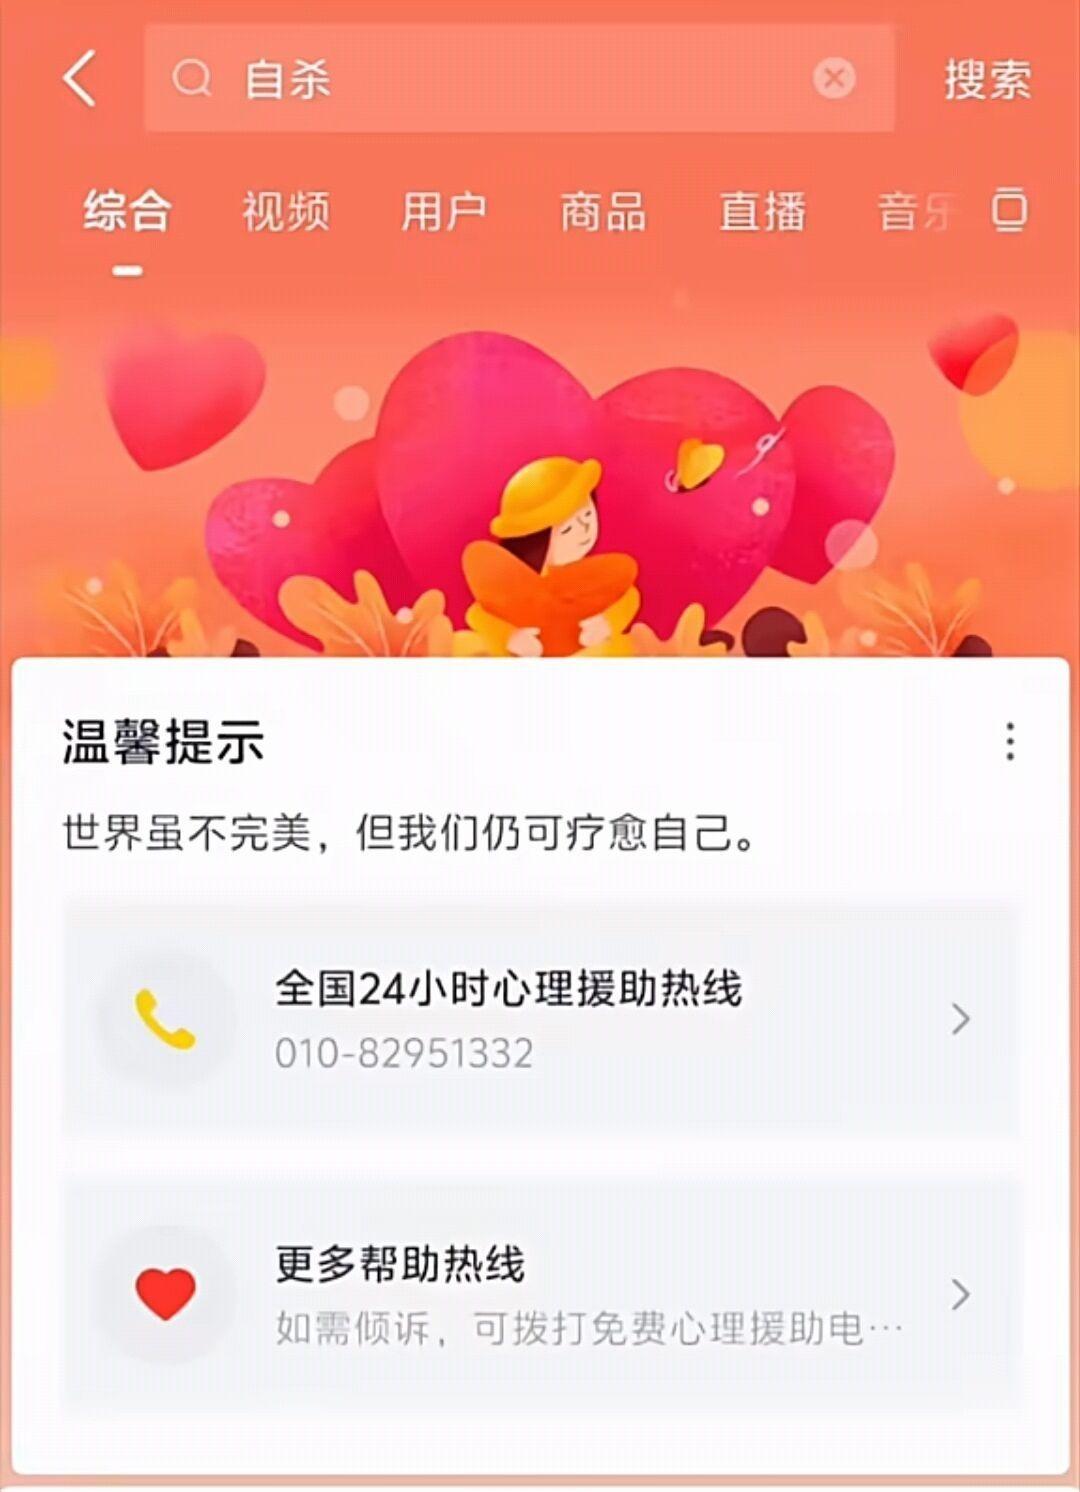 自杀
搜索
综合 视频 用户 商品 直播 音乐
温馨提示
世界虽不完美，但我们仍可疗愈自己。
全国24小时心理援助热线
010-82951332
更多帮助热线
如需倾诉，可拨打免费心理援助电…